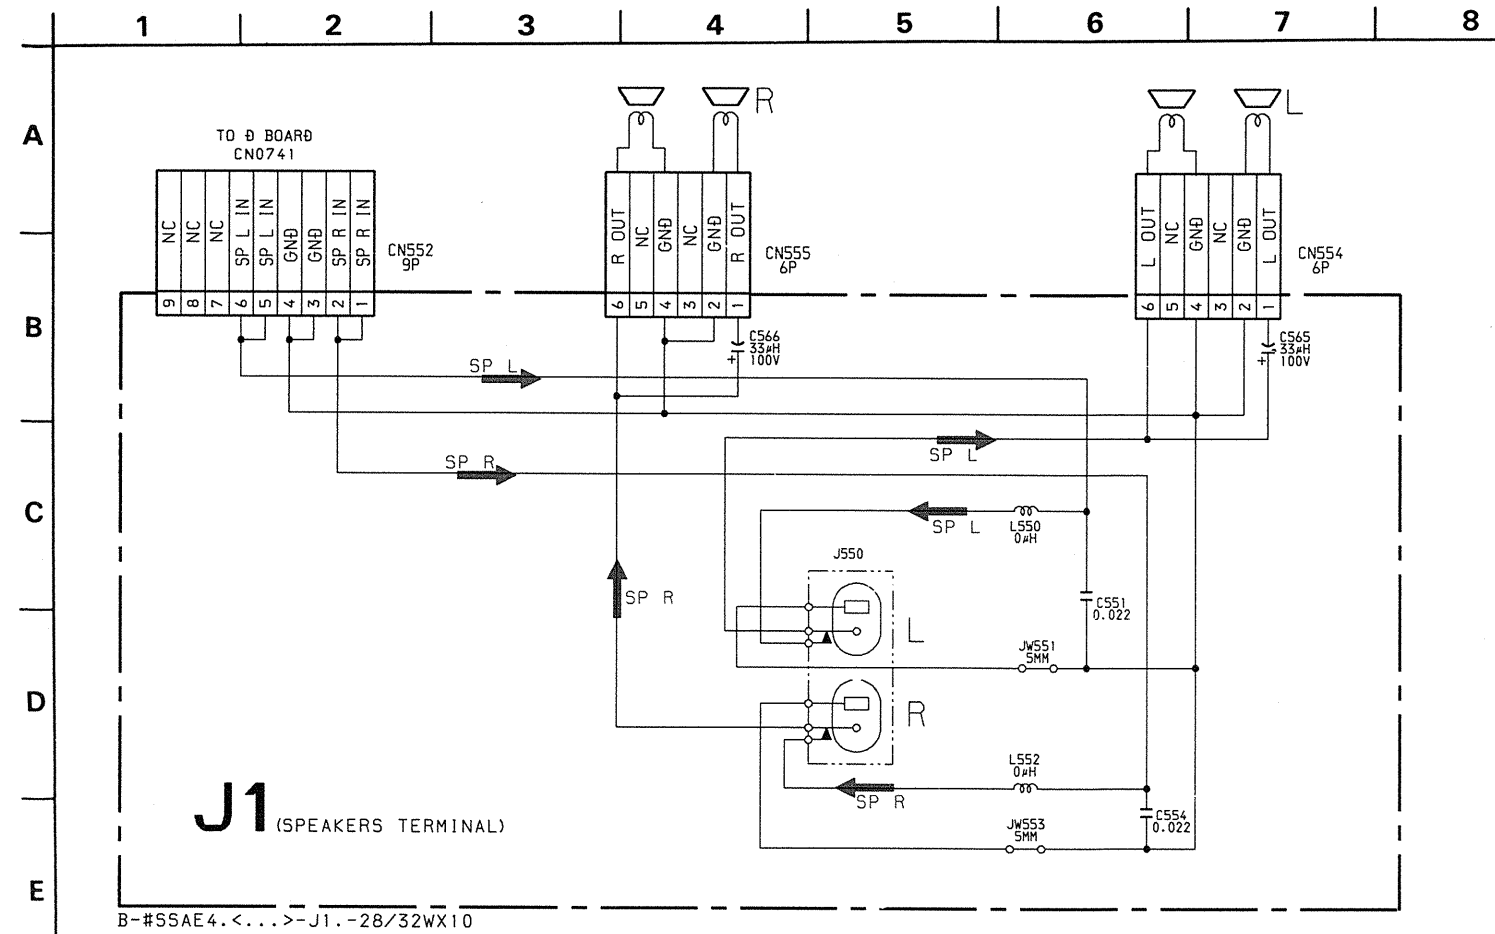 1 2 3 4 5 6 7 8
A
B
C
D
E
TO D BOARD
CN0741
NC NC NC SP L IN SP L IN GND GND SP R IN SP R IN
9 8 7 6 5 4 3 2 1
CN552
9P
R
R OUT NC GND NC GND R OUT
6 5 4 3 2 1
CN555
6P
L
L OUT NC GND NC GND L OUT
6 5 4 3 2 1
CN554
6P
C566
33µH
100V
+
C565
33µH
100V
+
SP L
SP L
SP R
SP L
L550
0µH
J550
SP R
L
C551
0.022
JW551
5MM
R
L552
0µH
SP R
C554
0.022
JW553
5MM
J1 (SPEAKERS TERMINAL)
B-#SSAE4.<...>-J1.-28/32WX10